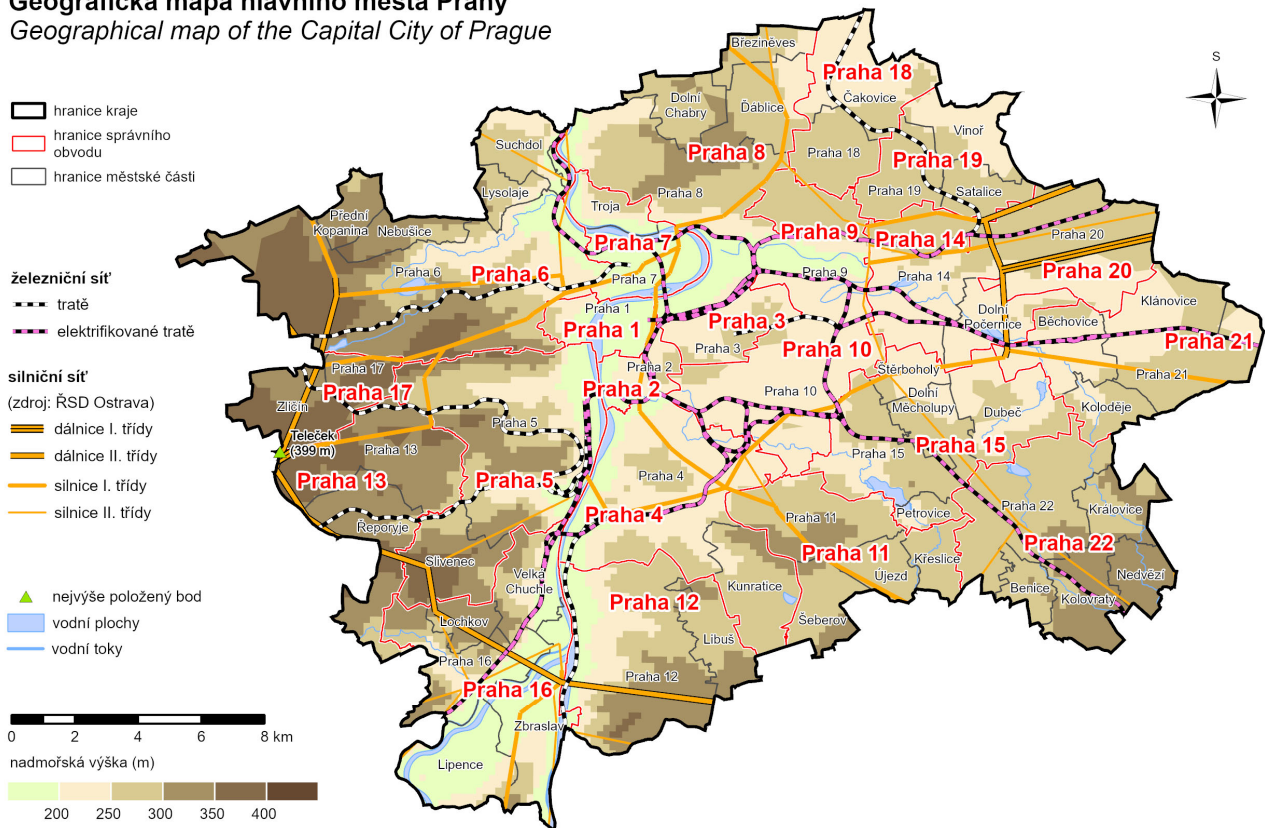 Geografická mapa hlavního města Prahy
Geographical map of the Capital City of Prague
S
hranice kraje
hranice správního
obvodu
hranice městské části
železniční síť
tratě
elektrifikované tratě
silniční síť
(zdroj: ŘSD Ostrava)
dálnice I. třídy
dálnice II. třídy
silnice I. třídy
silnice II. třídy
nejvýše položený bod
vodní plochy
vodní toky
0 2 4 6 8 km
nadmořská výška (m)
200 250 300 350 400
Březiněves
Praha 18
Dolní
Chabry
Ďáblice
Čakovice
Vinoř
Suchdol
Praha 8
Praha 18
Praha 19
Lysolaje
Praha 8
Praha 19
Satalice
Troja
Přední
Kopanina
Nebušice
Praha 7
Praha 9
Praha 14
Praha 20
Praha 6
Praha 6
Praha 7
Praha 9
Praha 14
Praha 20
Klánovice
Praha 1
Praha 1
Praha 3
Dolní
Počernice
Běchovice
Praha 3
Praha 10
Praha 21
Praha 17
Praha 2
Štěrboholy
Praha 21
Praha 17
Praha 2
Praha 10
Dolní
Měcholupy
Dubeč
Koloděje
Zličín
Praha 5
Teleček
(399 m)
Praha 13
Praha 15
Praha 15
Praha 13
Praha 5
Praha 4
Praha 4
Praha 11
Petrovice
Praha 22
Královice
Řeporyje
Praha 11
Praha 22
Slivenec
Velká
Chuchle
Křeslice
Újezd
Nedvězí
Kunratice
Benice
Kolovraty
Praha 12
Lochkov
Šeberov
Libuš
Praha 16
Praha 12
Praha 16
Zbraslav
Lipence